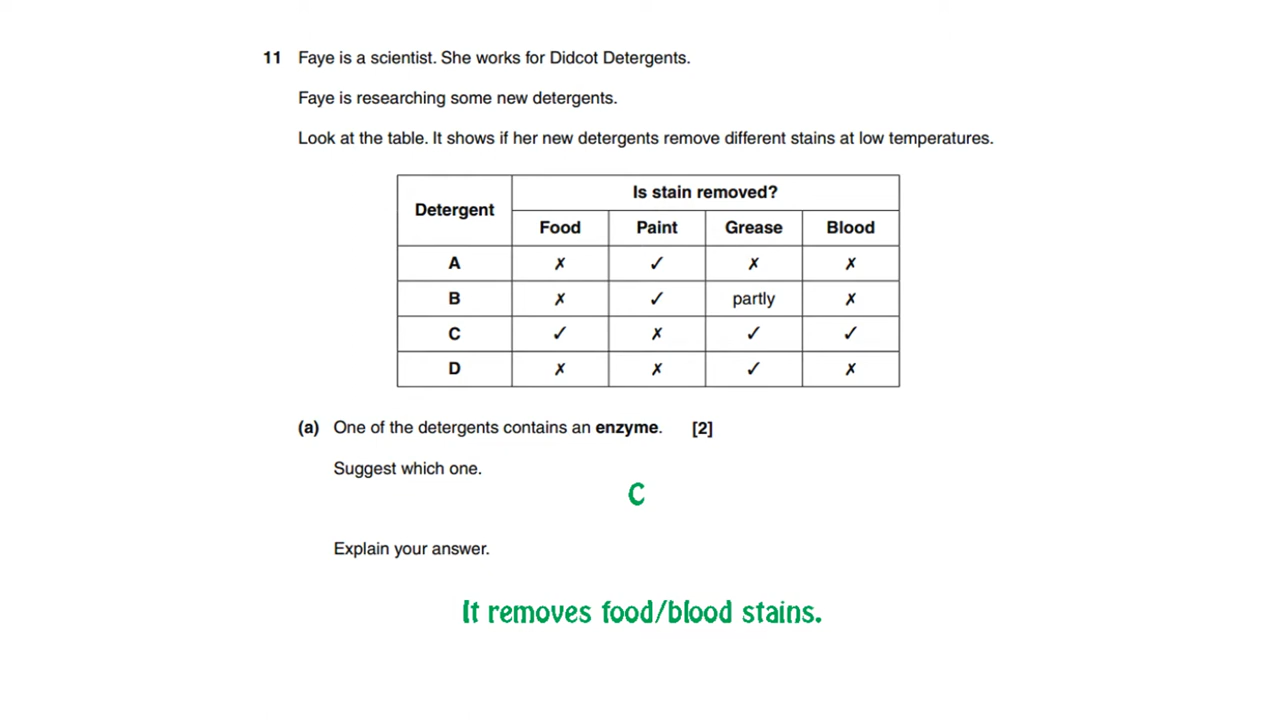 11 Faye is a scientist. She works for Didcot Detergents.
Faye is researching some new detergents.
Look at the table. It shows if her new detergents remove different stains at low temperatures.
Detergent
Is stain removed?
Food Paint Grease Blood
A ✗ ✓ ✗ ✗
B ✗ ✓ partly ✗
C ✓ ✗ ✓ ✓
D ✗ ✗ ✓ ✗
(a) One of the detergents contains an enzyme. [2]
Suggest which one.
C
Explain your answer.
It removes food/blood stains.